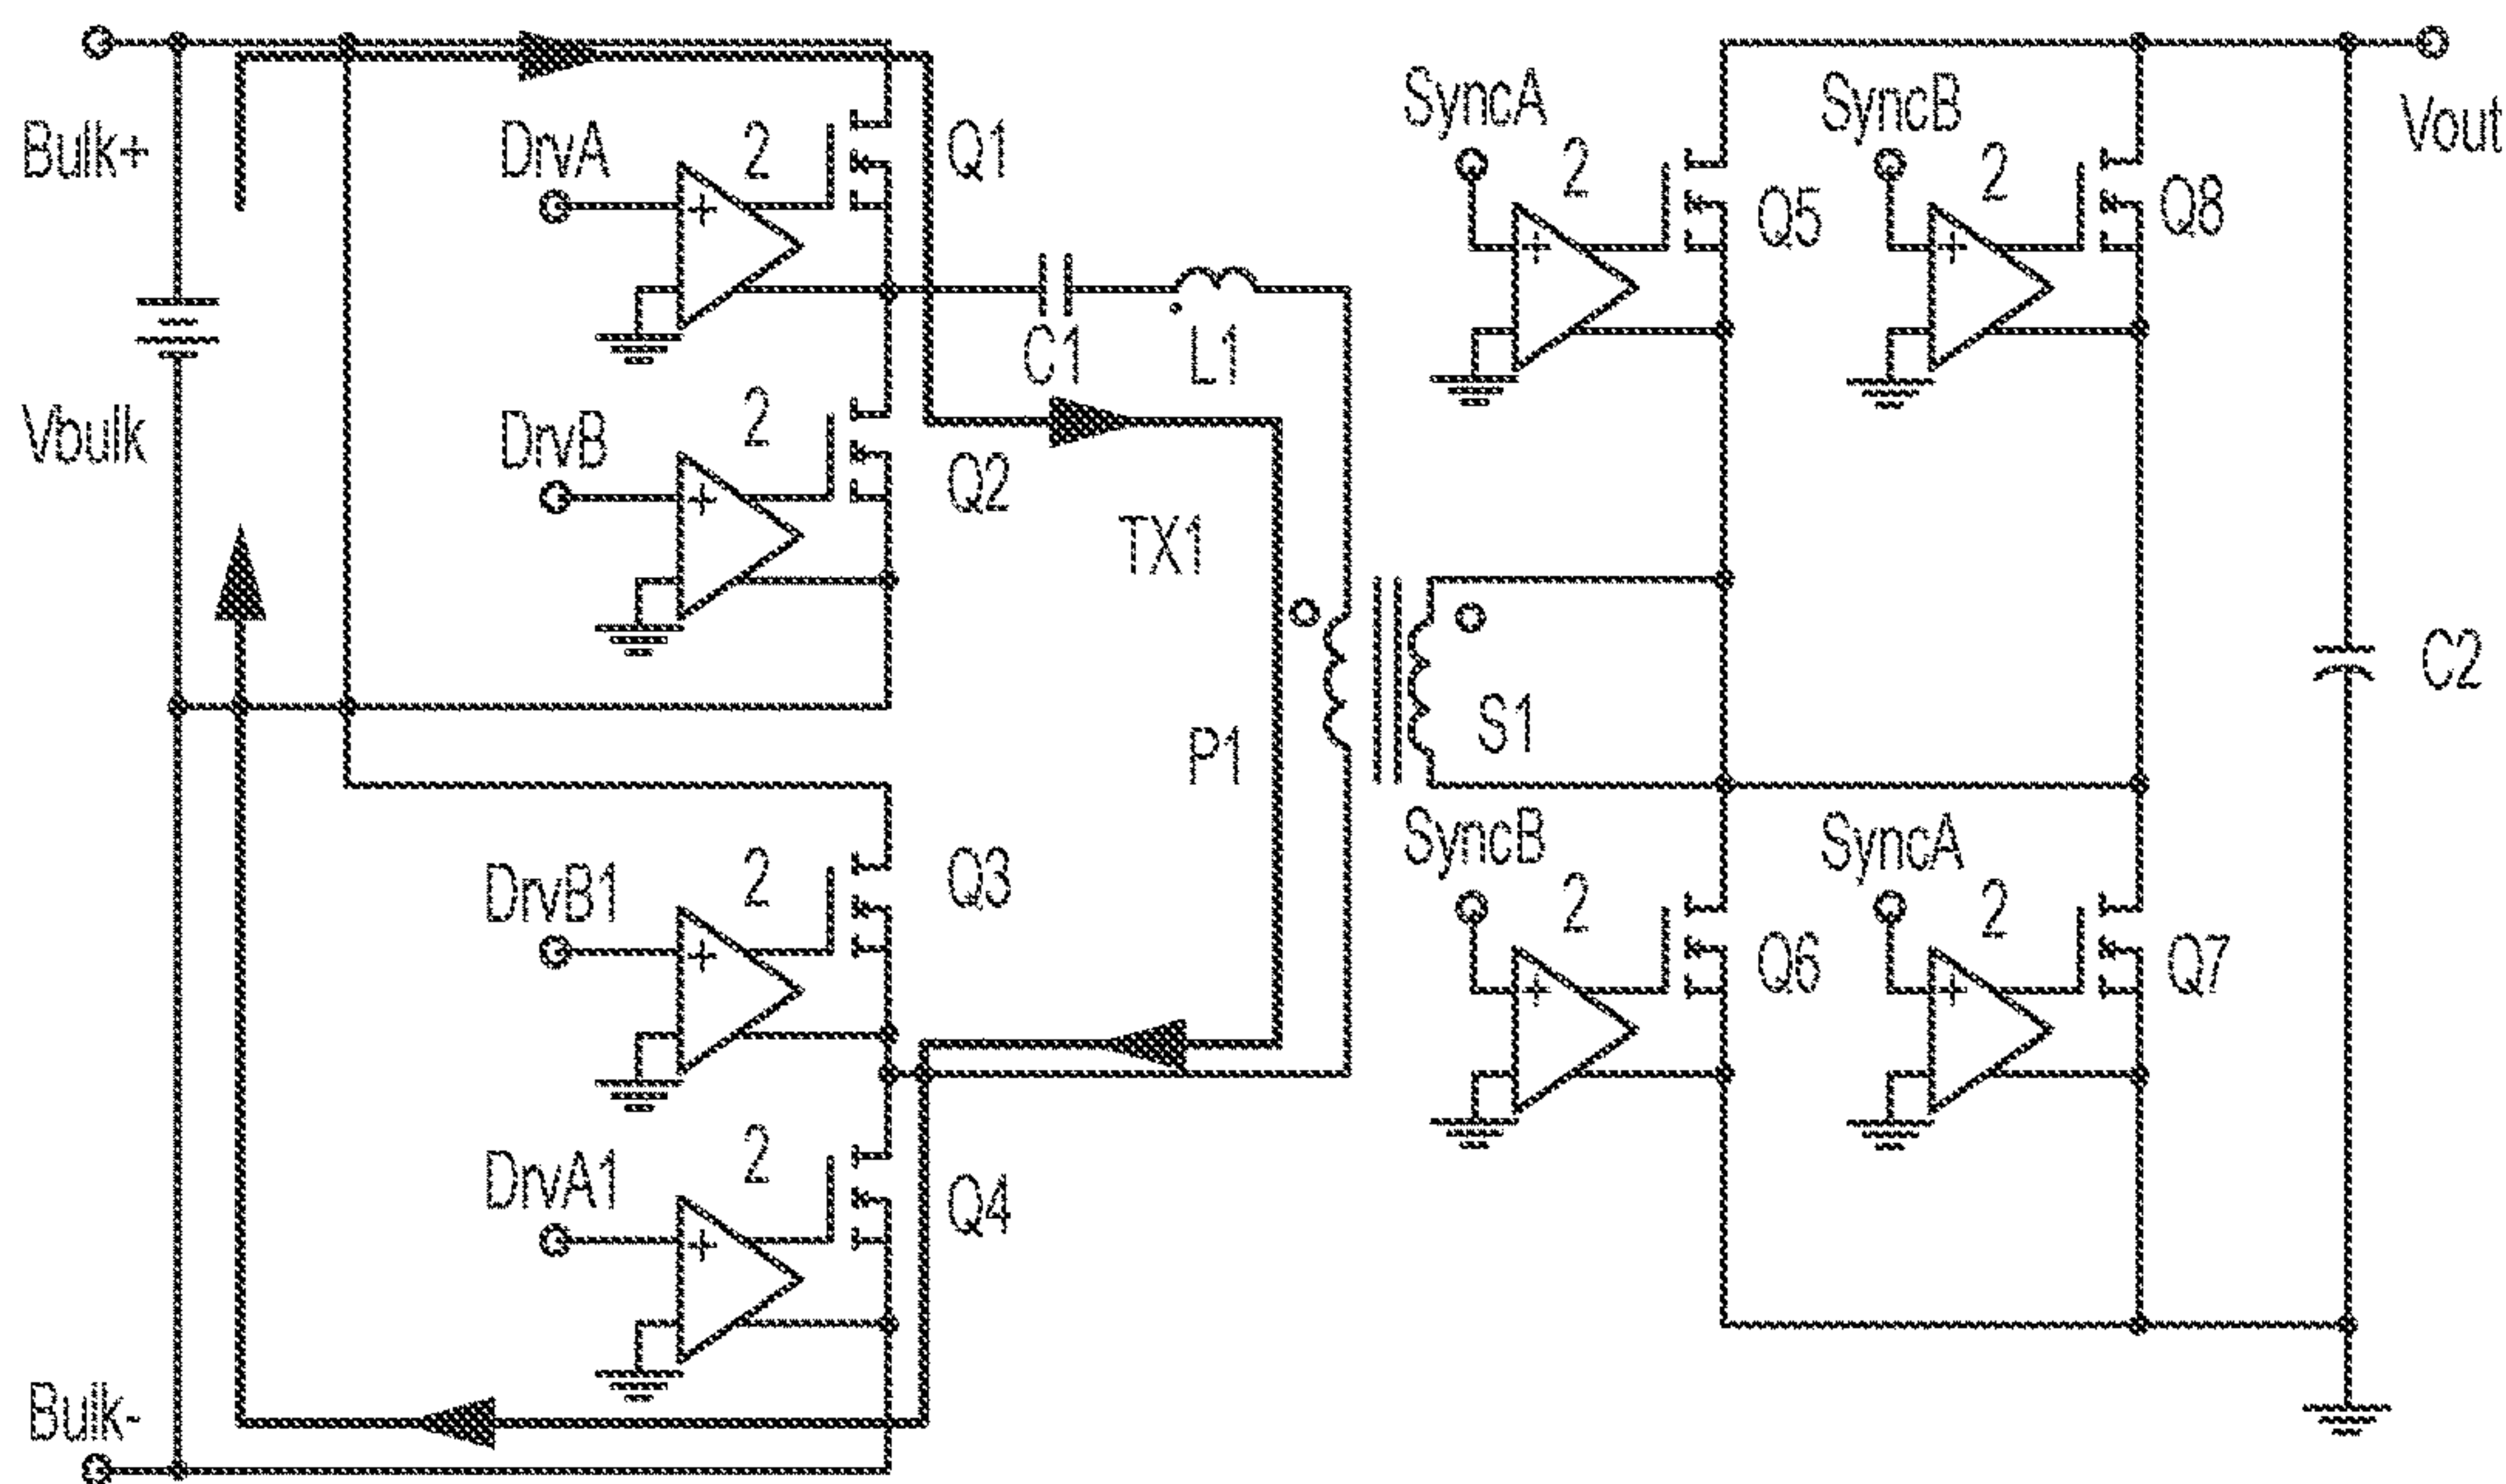 Bulk+
DrvA
2
Q1
SyncA
2
Q5
SyncB
2
Q8
Vout
C1
L1
Vbulk
DrvB
2
Q2
TX1
P1
S1
C2
DrvB1
2
Q3
SyncB
2
Q6
SyncA
2
Q7
DrvA1
2
Q4
Bulk-